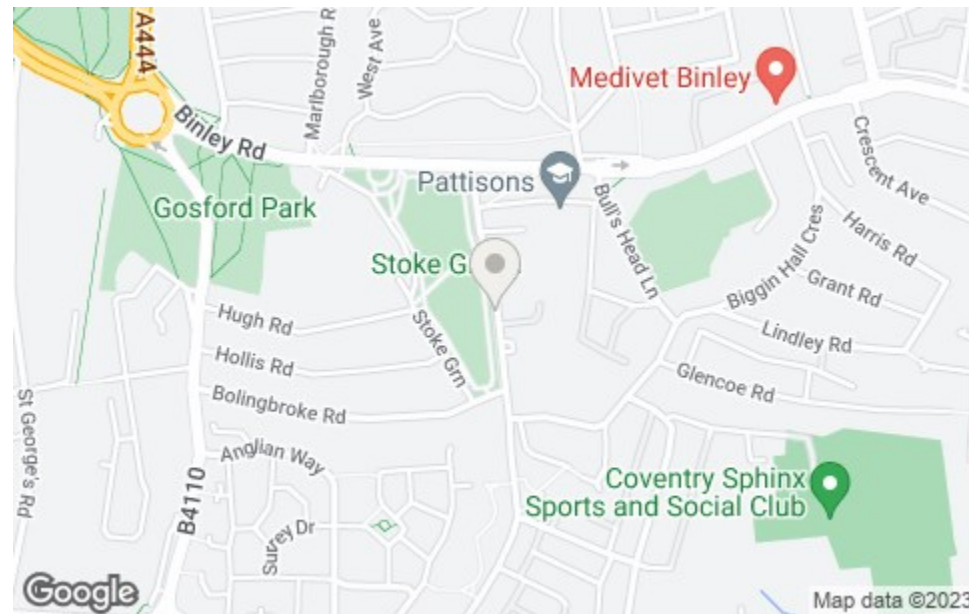 A444
Marlborough R
West Ave
Medivet Binley
Binley Rd
Crescent Ave
Pattisons
Gosford Park
Bull's Head Ln
Harris Rd
Biggin Hall Cres
Stoke G
Grant Rd
Hugh Rd
Stoke Grn
Lindley Rd
Hollis Rd
Glencoe Rd
Bolingbroke Rd
St George's Rd
Anglian Way
B4110
Coventry Sphinx
Sports and Social Club
Surrey Dr
Google
Map data ©2023